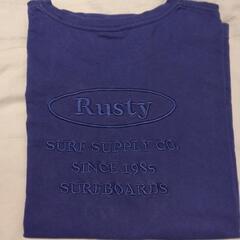 Rusty
SURF SUPPLY CO.
SINCE 1985
SURFBOARDS